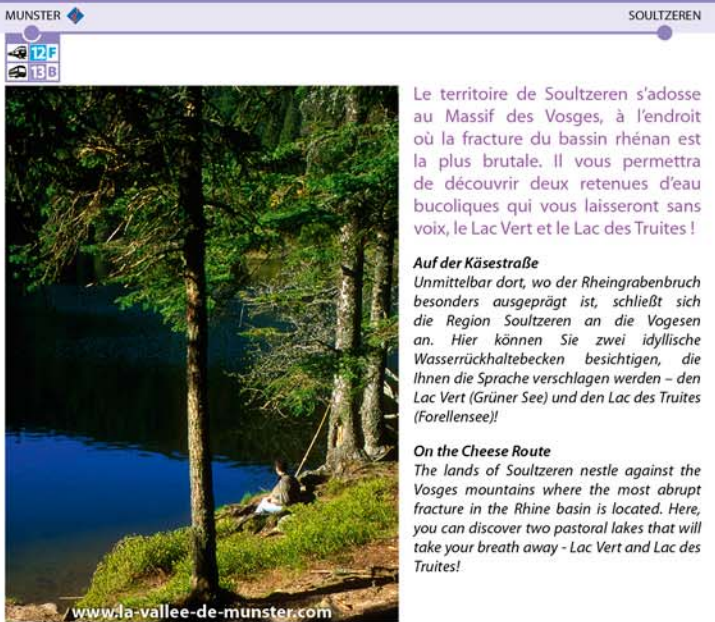 MUNSTER
SOULTZEREN
12 F
13 B
Le territoire de Soultzeren s'adosse
au Massif des Vosges, à l'endroit
où la fracture du bassin rhénan est
la plus brutale. Il vous permettra
de découvrir deux retenues d'eau
bucoliques qui vous laisseront sans
voix, le Lac Vert et le Lac des Truites !
Auf der Käsestraße
Unmittelbar dort, wo der Rheingrabenbruch
besonders ausgeprägt ist, schließt sich
die Region Soultzeren an die Vogesen
an. Hier können Sie zwei idyllische
Wasserrückhaltebecken besichtigen, die
Ihnen die Sprache verschlagen werden – den
Lac Vert (Grüner See) und den Lac des Truites
(Forellensee)!
On the Cheese Route
The lands of Soultzeren nestle against the
Vosges mountains where the most abrupt
fracture in the Rhine basin is located. Here,
you can discover two pastoral lakes that will
take your breath away - Lac Vert and Lac des
Truites!
www.la-vallee-de-munster.com